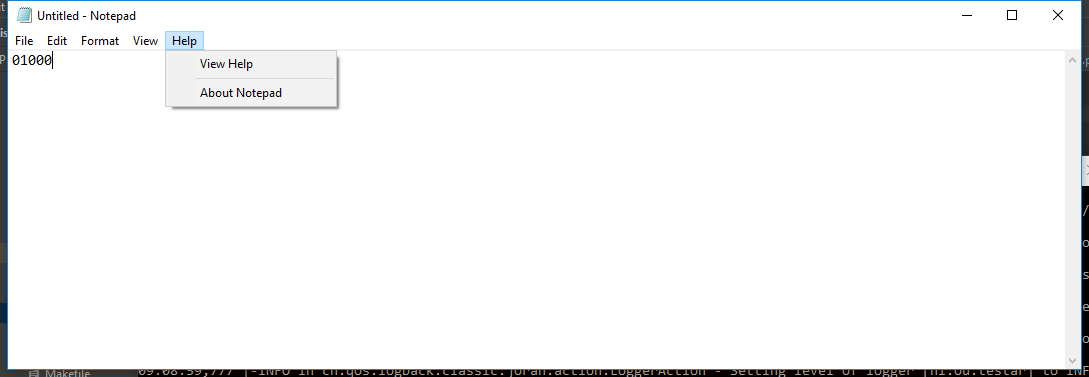 Untitled - Notepad
File Edit Format View Help
01000
View Help
About Notepad
Makefile
09:08:59,777 |-INFO in ch.qos.logback.classic.joran.action.LoggerAction - Setting level of logger [nl.ou.testar] to INF